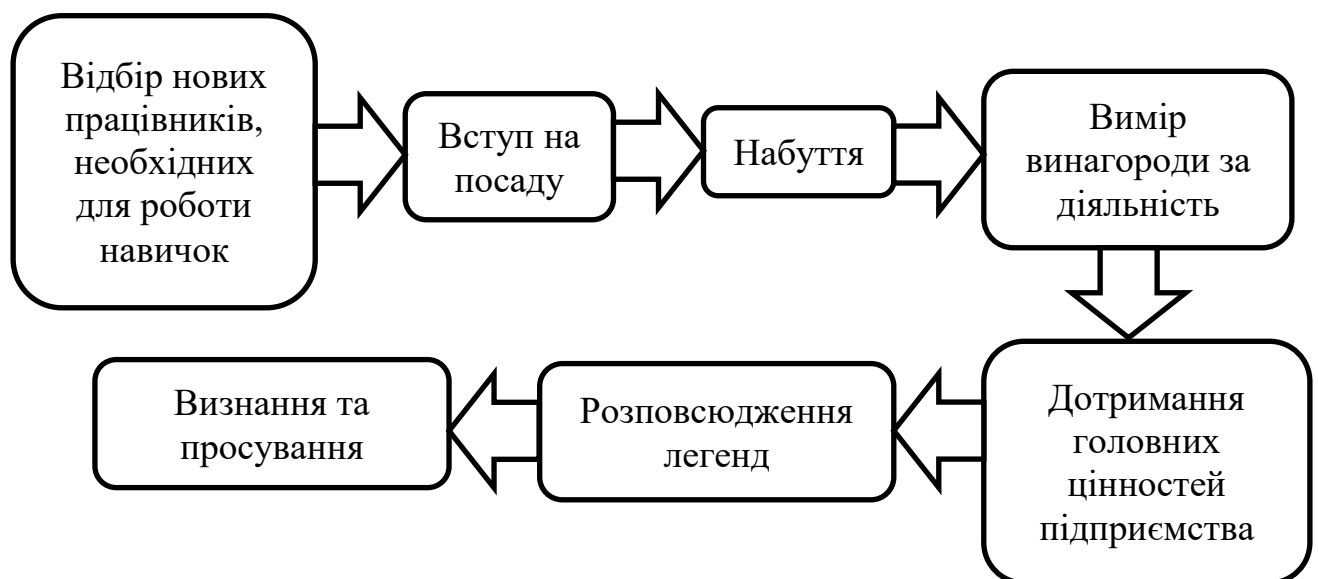 Відбір нових
працівників,
необхідних
для роботи
навичок
Вступ на
посаду
Набуття
Вимір
винагороди за
діяльність
Дотримання
головних
цінностей
підприємства
Розповсюдження
легенд
Визнання та
просування